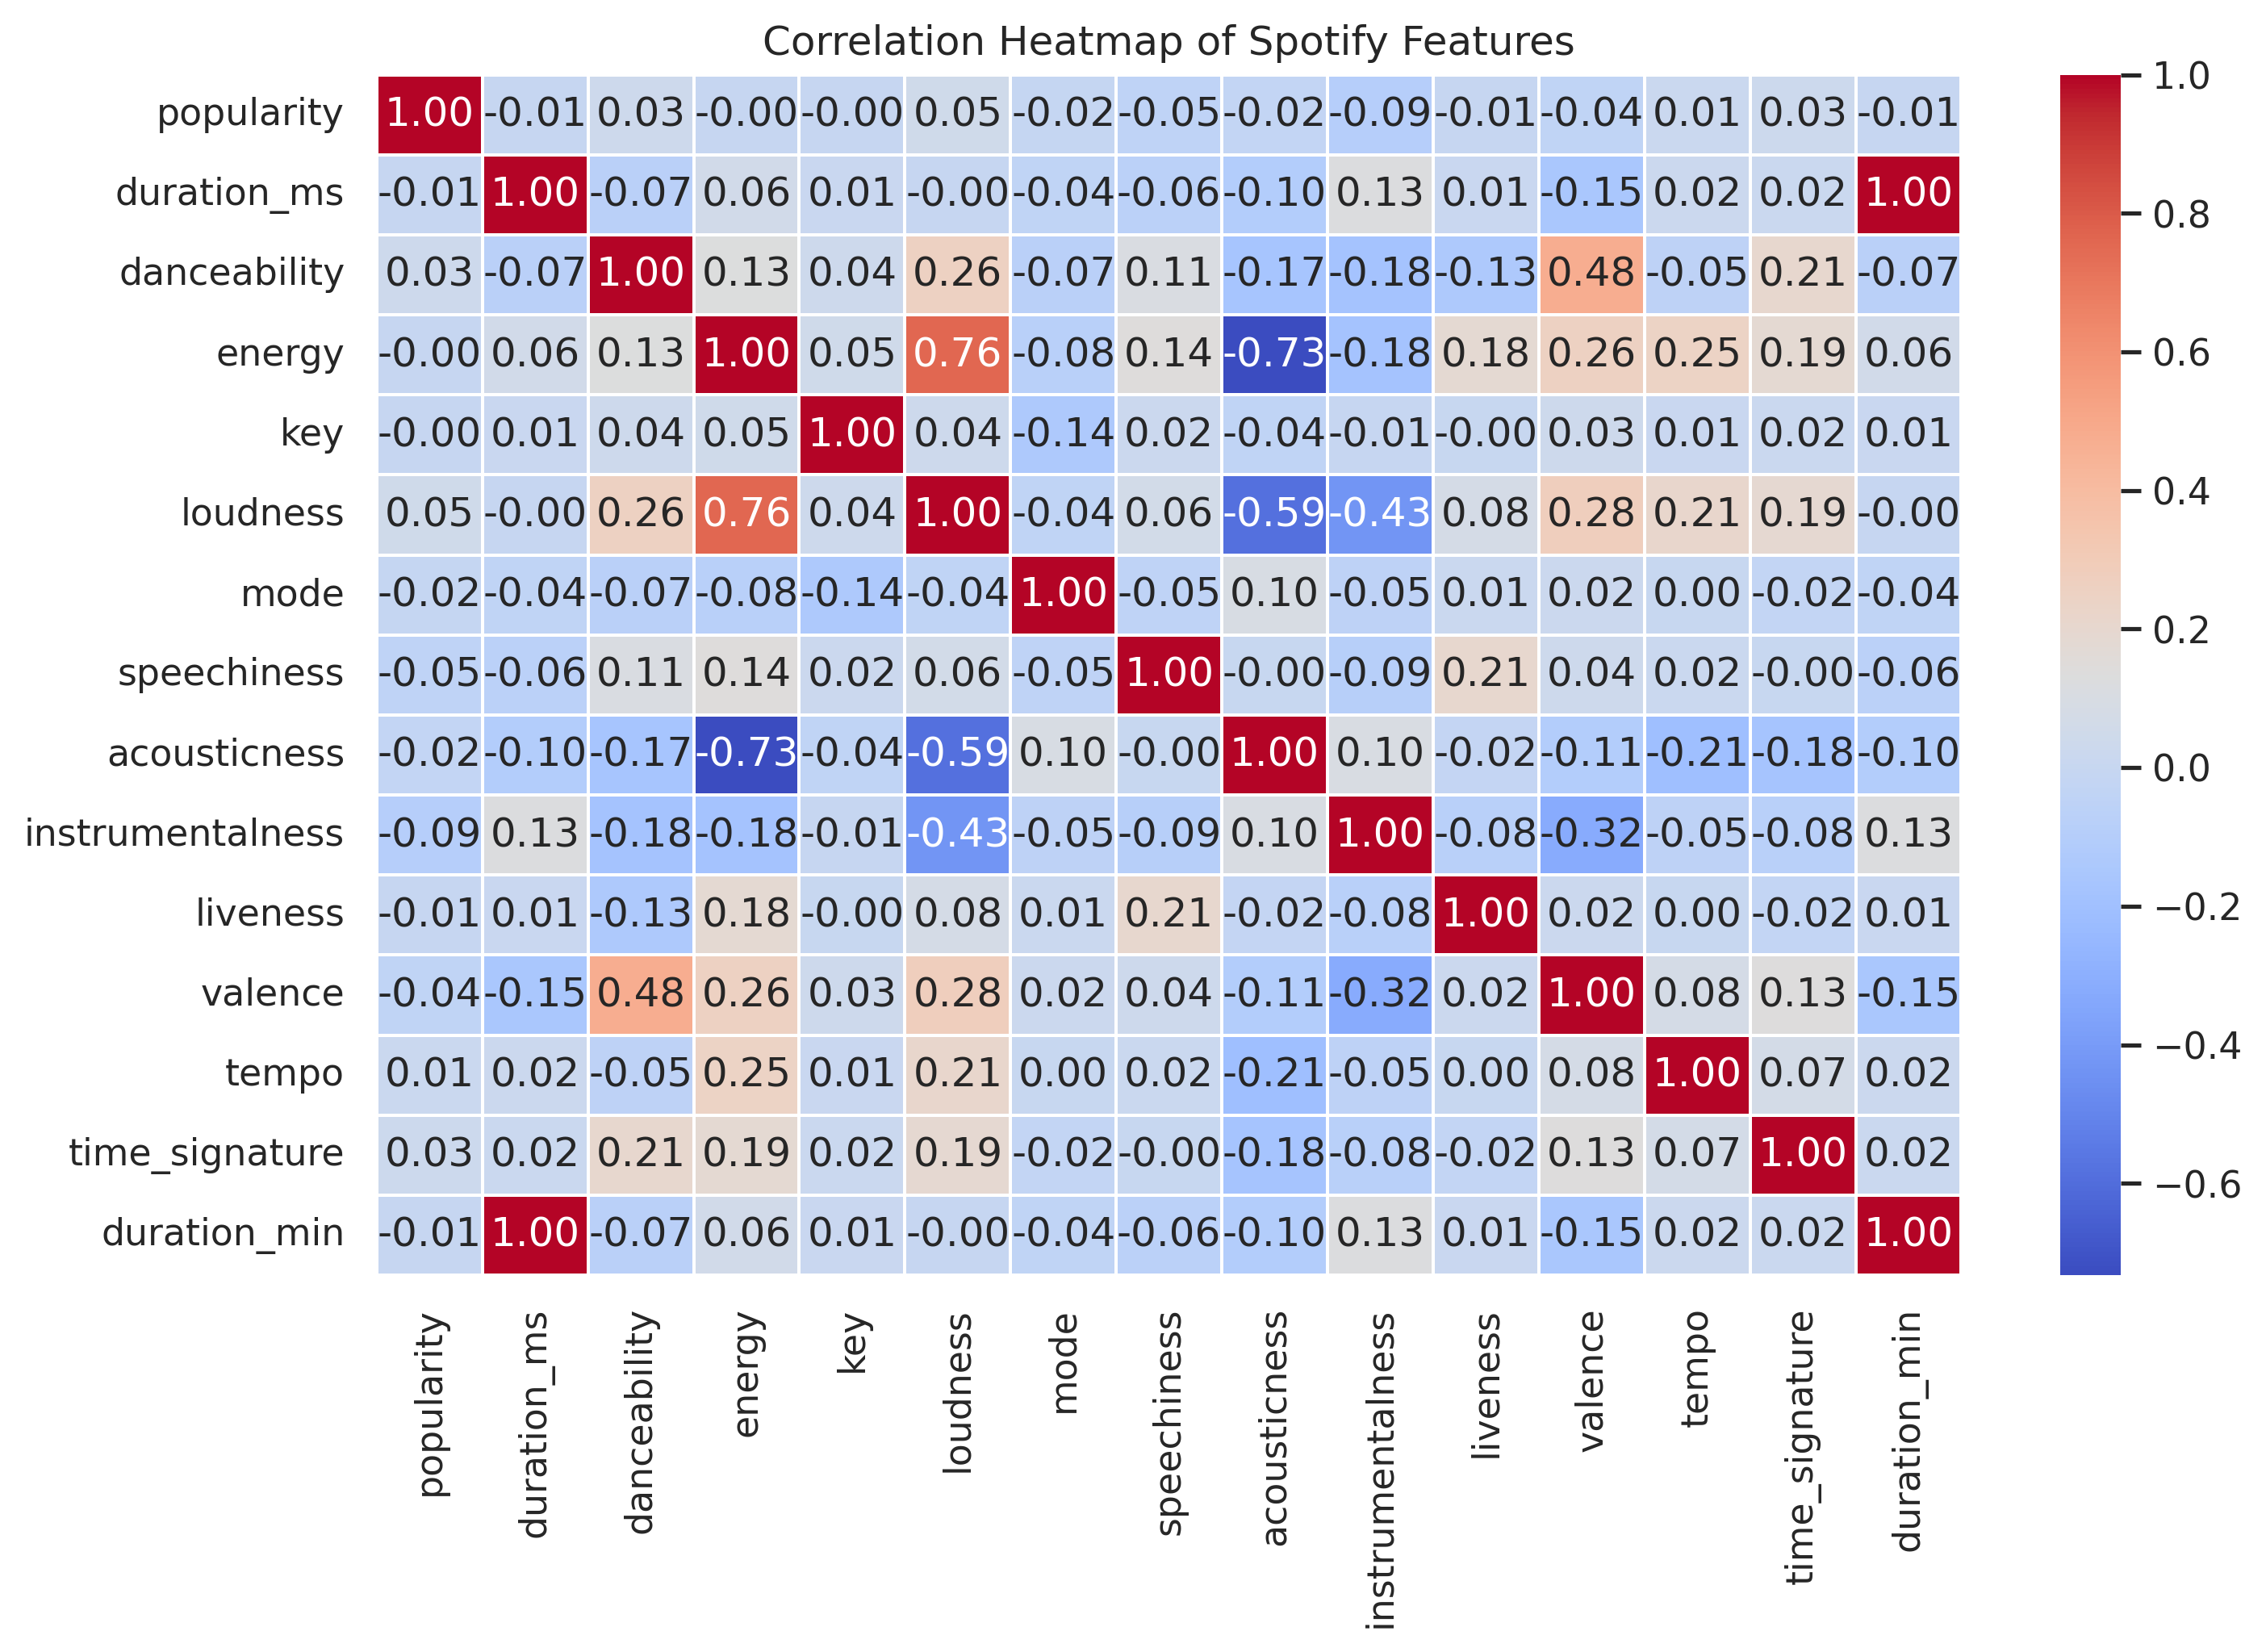 Correlation Heatmap of Spotify Features
popularity 1.00 -0.01 0.03 -0.00 -0.00 0.05 -0.02 -0.05 -0.02 -0.09 -0.01 -0.04 0.01 0.03 -0.01
duration_ms -0.01 1.00 -0.07 0.06 0.01 -0.00 -0.04 -0.06 -0.10 0.13 0.01 -0.15 0.02 0.02 1.00
danceability 0.03 -0.07 1.00 0.13 0.04 0.26 -0.07 0.11 -0.17 -0.18 -0.13 0.48 -0.05 0.21 -0.07
energy -0.00 0.06 0.13 1.00 0.05 0.76 -0.08 0.14 -0.73 -0.18 0.18 0.26 0.25 0.19 0.06
key -0.00 0.01 0.04 0.05 1.00 0.04 -0.14 0.02 -0.04 -0.01 -0.00 0.03 0.01 0.02 0.01
loudness 0.05 -0.00 0.26 0.76 0.04 1.00 -0.04 0.06 -0.59 -0.43 0.08 0.28 0.21 0.19 -0.00
mode -0.02 -0.04 -0.07 -0.08 -0.14 -0.04 1.00 -0.05 0.10 -0.05 0.01 0.02 0.00 -0.02 -0.04
speechiness -0.05 -0.06 0.11 0.14 0.02 0.06 -0.05 1.00 -0.00 -0.09 0.21 0.04 0.02 -0.00 -0.06
acousticness -0.02 -0.10 -0.17 -0.73 -0.04 -0.59 0.10 -0.00 1.00 0.10 -0.02 -0.11 -0.21 -0.18 -0.10
instrumentalness -0.09 0.13 -0.18 -0.18 -0.01 -0.43 -0.05 -0.09 0.10 1.00 -0.08 -0.32 -0.05 -0.08 0.13
liveness -0.01 0.01 -0.13 0.18 -0.00 0.08 0.01 0.21 -0.02 -0.08 1.00 0.02 0.00 -0.02 0.01
valence -0.04 -0.15 0.48 0.26 0.03 0.28 0.02 0.04 -0.11 -0.32 0.02 1.00 0.08 0.13 -0.15
tempo 0.01 0.02 -0.05 0.25 0.01 0.21 0.00 0.02 -0.21 -0.05 0.00 0.08 1.00 0.07 0.02
time_signature 0.03 0.02 0.21 0.19 0.02 0.19 -0.02 -0.00 -0.18 -0.08 -0.02 0.13 0.07 1.00 0.02
duration_min -0.01 1.00 -0.07 0.06 0.01 -0.00 -0.04 -0.06 -0.10 0.13 0.01 -0.15 0.02 0.02 1.00
popularity
duration_ms
danceability
energy
key
loudness
mode
speechiness
acousticness
instrumentalness
liveness
valence
tempo
time_signature
duration_min
1.0
0.8
0.6
0.4
0.2
0.0
−0.2
−0.4
−0.6